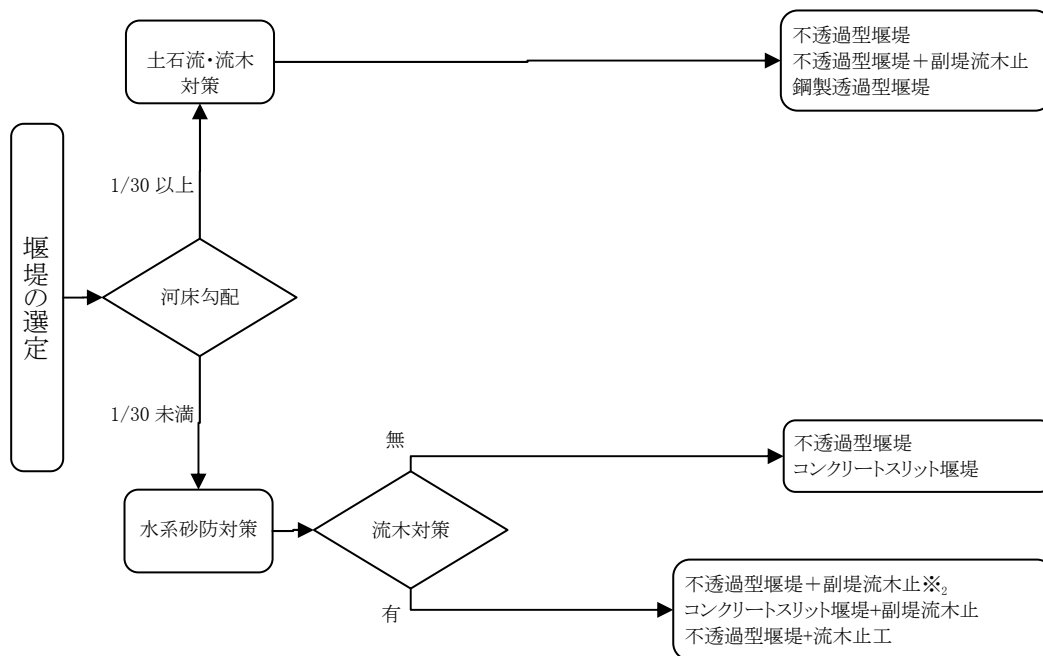 土石流・流木
対策
不透過型堰堤
不透過型堰堤＋副堤流木止
鋼製透過型堰堤
1/30 以上
堰堤の選定
河床勾配
1/30 未満
無
不透過型堰堤
コンクリートスリット堰堤
水系砂防対策
流木対策
有
不透過型堰堤＋副堤流木止※2
コンクリートスリット堰堤+副堤流木止
不透過型堰堤+流木止工